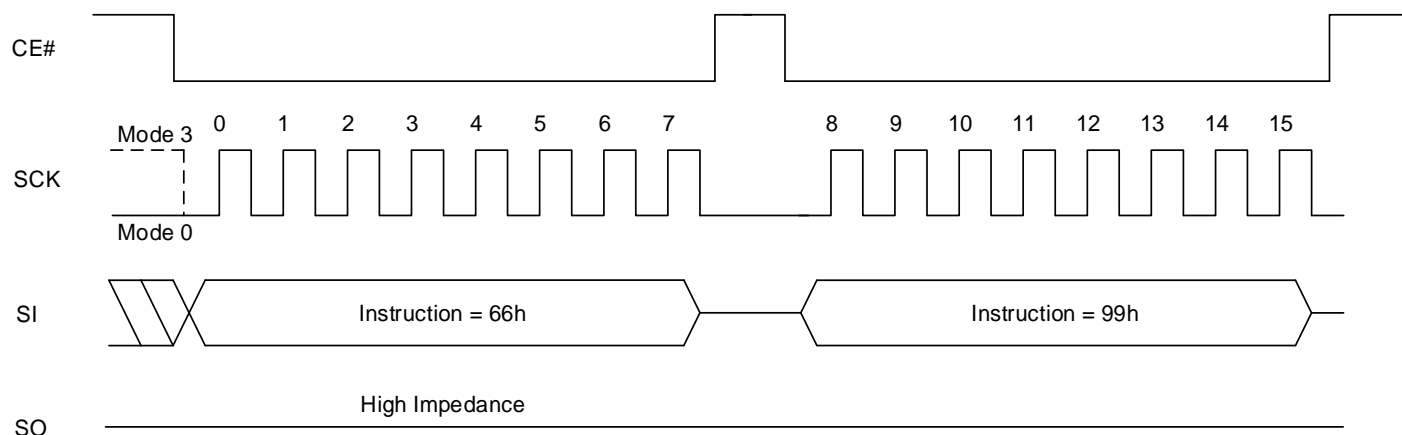 CE#
0 1 2 3 4 5 6 7 8 9 10 11 12 13 14 15
Mode 3
SCK
Mode 0
SI
Instruction = 66h
Instruction = 99h
High Impedance
SO